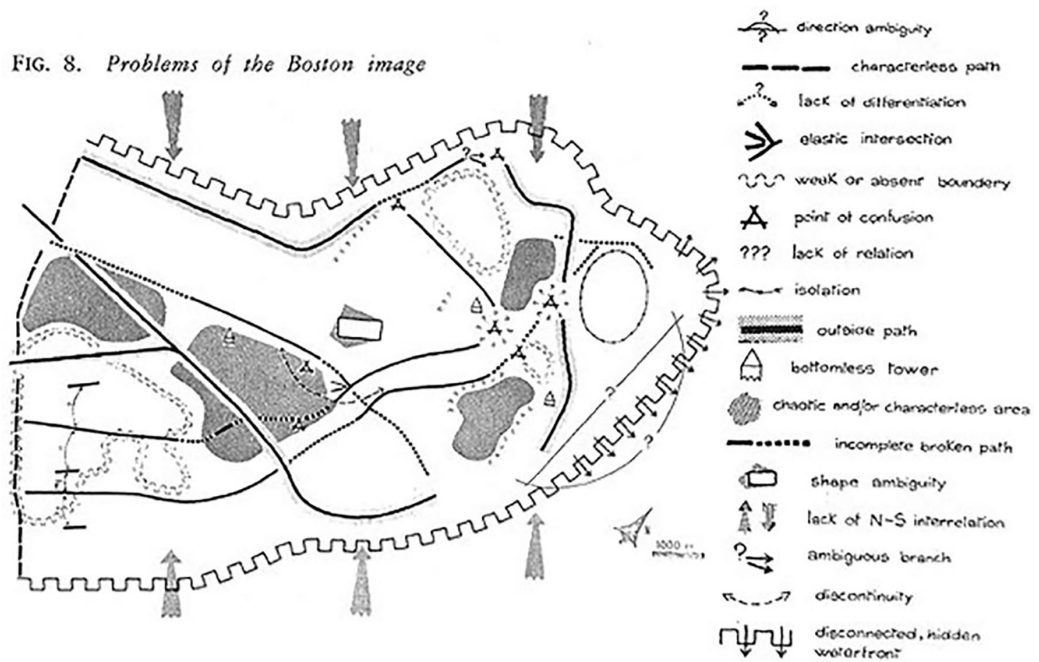 FIG. 8. Problems of the Boston image
? direction ambiguity
?
characterless path
? lack of differentiation
elastic intersection
weak or absent boundary
point of confusion
??? lack of relation
isolation
outside path
bottomless tower
chaotic and/or characterless area
incomplete broken path
shape ambiguity
lack of N-S interrelation
? ambiguous branch
discontinuity
disconnected, hidden
waterfront
?
?
?
1000